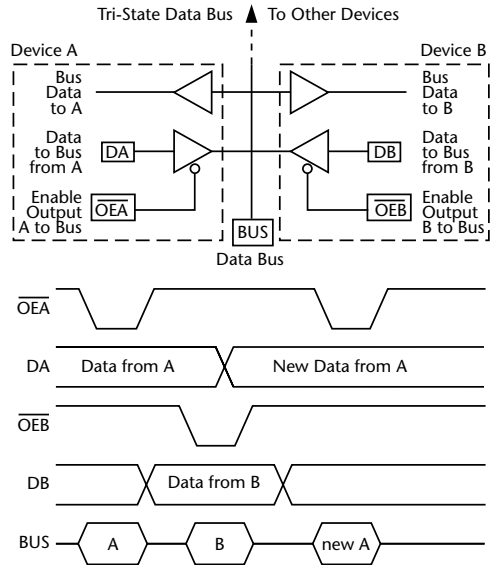 Tri-State Data Bus
To Other Devices
Device A
Device B
Bus
Data
to A
Bus
Data
to B
Data
to Bus
from A
DA
DB
Data
to Bus
from B
Enable
Output
A to Bus
OEA
OEB
Enable
Output
B to Bus
BUS
Data Bus
OEA
DA
Data from A
New Data from A
OEB
DB
Data from B
BUS
A
B
new A